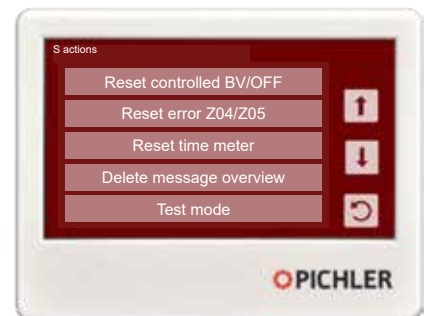 S actions
Reset controlled BV/OFF
Reset error Z04/Z05
Reset time meter
Delete message overview
Test mode
PICHLER